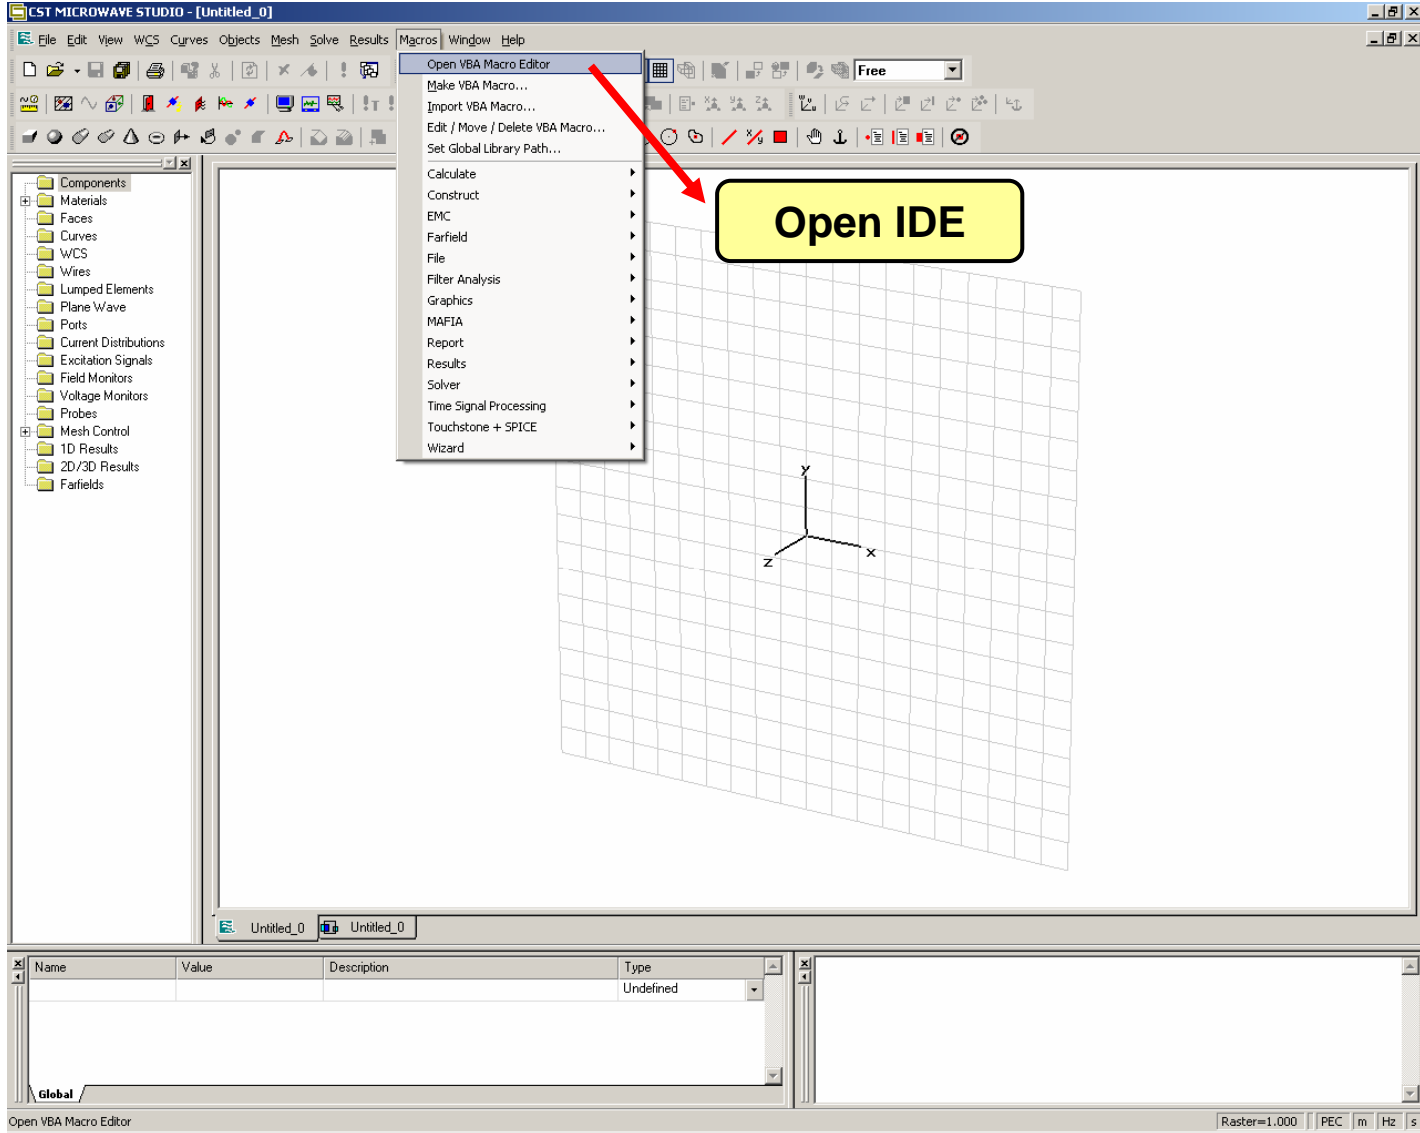 CST MICROWAVE STUDIO - [Untitled_0]
File Edit View WCS Curves Objects Mesh Solve Results Macros Window Help
Free
Open VBA Macro Editor
Make VBA Macro...
Import VBA Macro...
Edit / Move / Delete VBA Macro...
Set Global Library Path...
Calculate
Construct
EMC
Farfield
File
Filter Analysis
Graphics
MAFIA
Report
Results
Solver
Time Signal Processing
Touchstone + SPICE
Wizard
Open IDE
Components
Materials
Faces
Curves
WCS
Wires
Lumped Elements
Plane Wave
Ports
Current Distributions
Excitation Signals
Field Monitors
Voltage Monitors
Probes
Mesh Control
1D Results
2D/3D Results
Farfields
y
x
z
Untitled_0 Untitled_0
Name Value Description Type
Undefined
Global
Open VBA Macro Editor Raster=1.000 PEC m Hz s